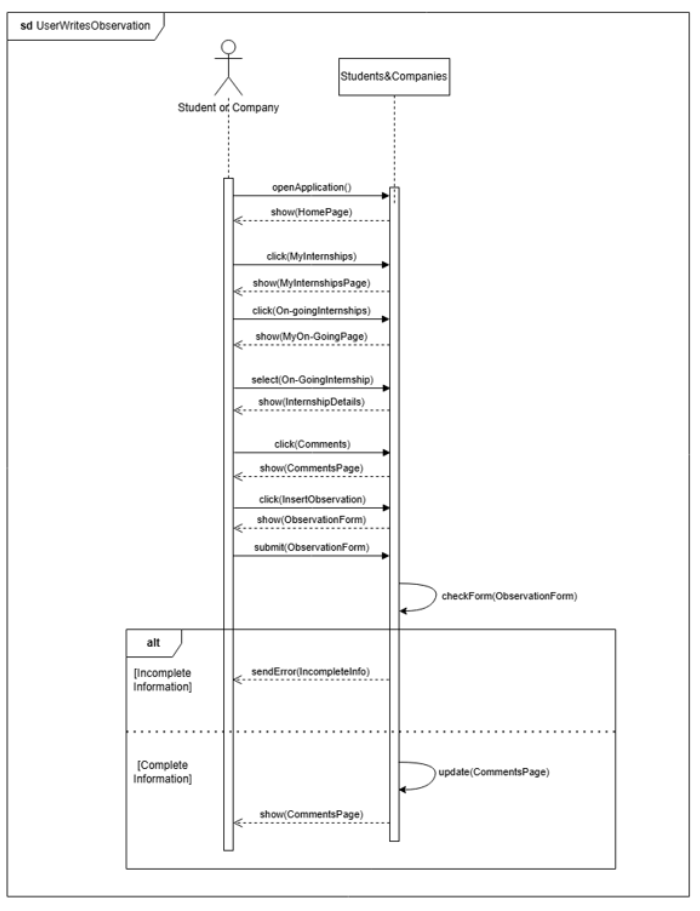 sd UserWritesObservation
Students&Companies
Student or Company
openApplication()
show(HomePage)
click(MyInternships)
show(MyInternshipsPage)
click(On-goingInternships)
show(MyOn-GoingPage)
select(On-GoingInternship)
show(InternshipDetails)
click(Comments)
show(CommentsPage)
click(InsertObservation)
show(ObservationForm)
submit(ObservationForm)
checkForm(ObservationForm)
alt
[Incomplete
Information]
sendError(IncompleteInfo)
[Complete
Information]
update(CommentsPage)
show(CommentsPage)